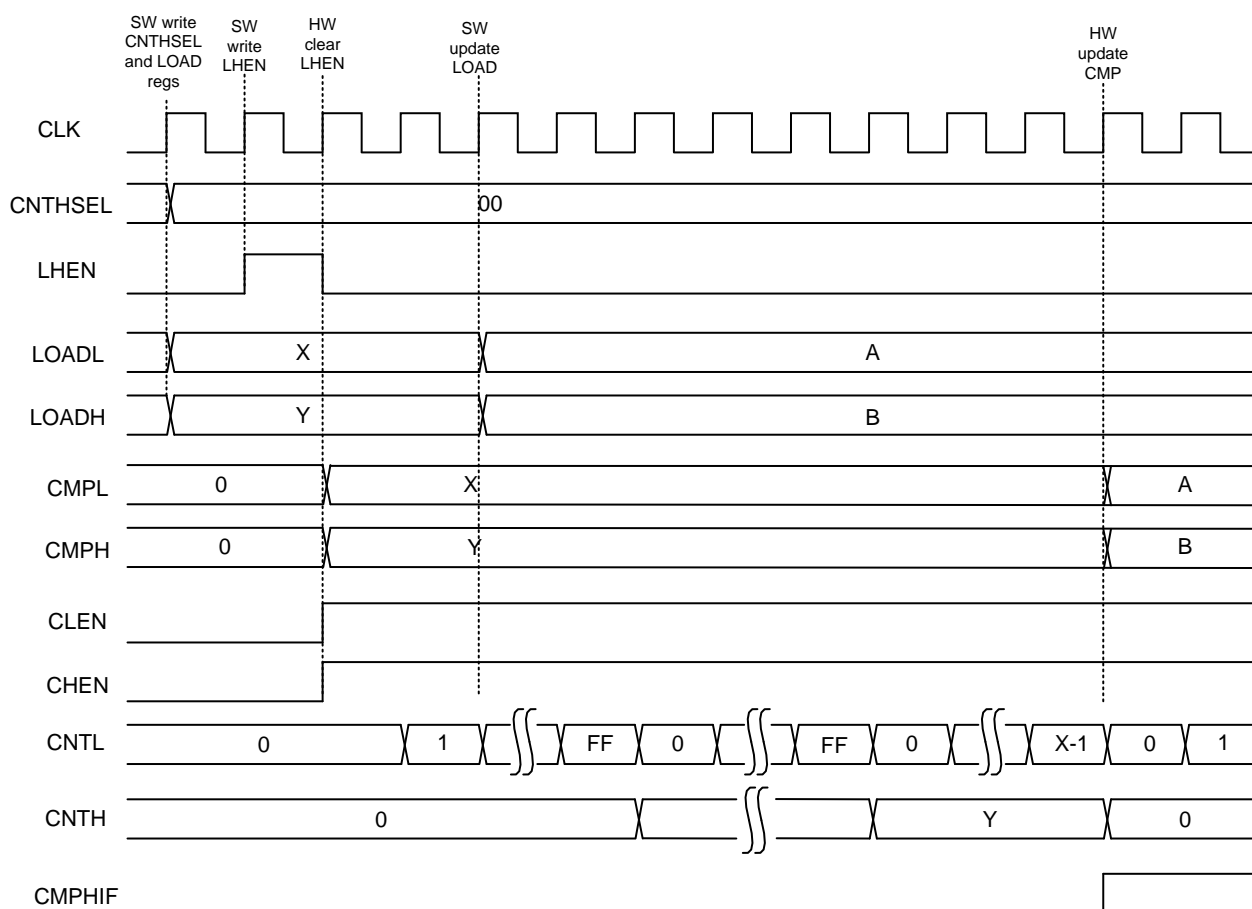 SW write
CNTHSEL
and LOAD
regs
SW
write
LHEN
HW
clear
LHEN
SW
update
LOAD
HW
update
CMP
CLK
CNTHSEL
00
LHEN
LOADL
X
A
LOADH
Y
B
CMPL
0
X
A
CMPH
0
Y
B
CLEN
CHEN
CNTL
0
1
FF
0
FF
0
X-1
0
1
CNTH
0
Y
0
CMPHIF